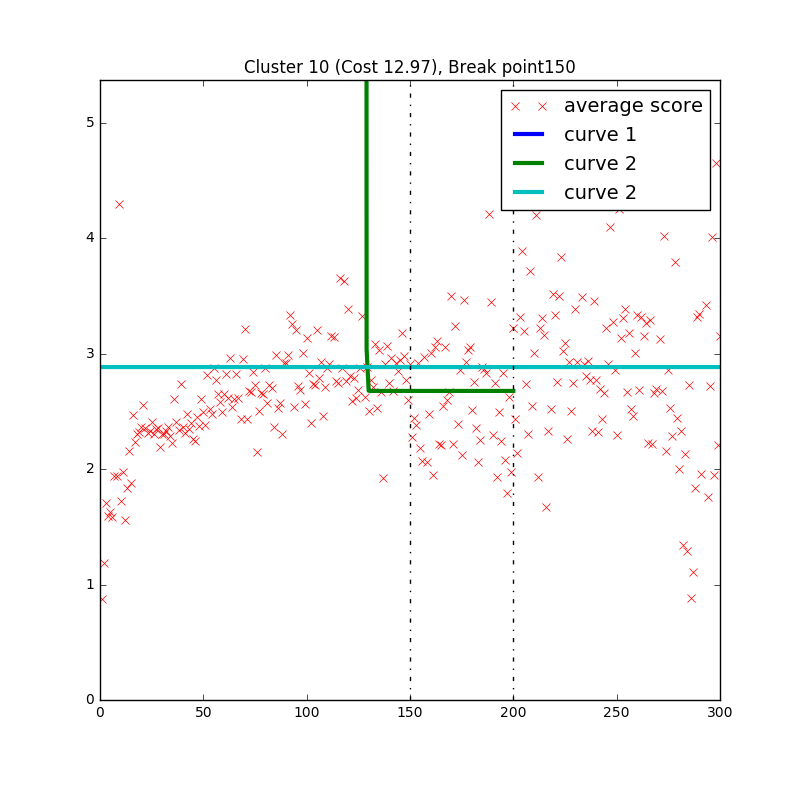 Cluster 10 (Cost 12.97), Break point150
average score
curve 1
curve 2
curve 2
5
4
3
2
1
0
0 50 100 150 200 250 300